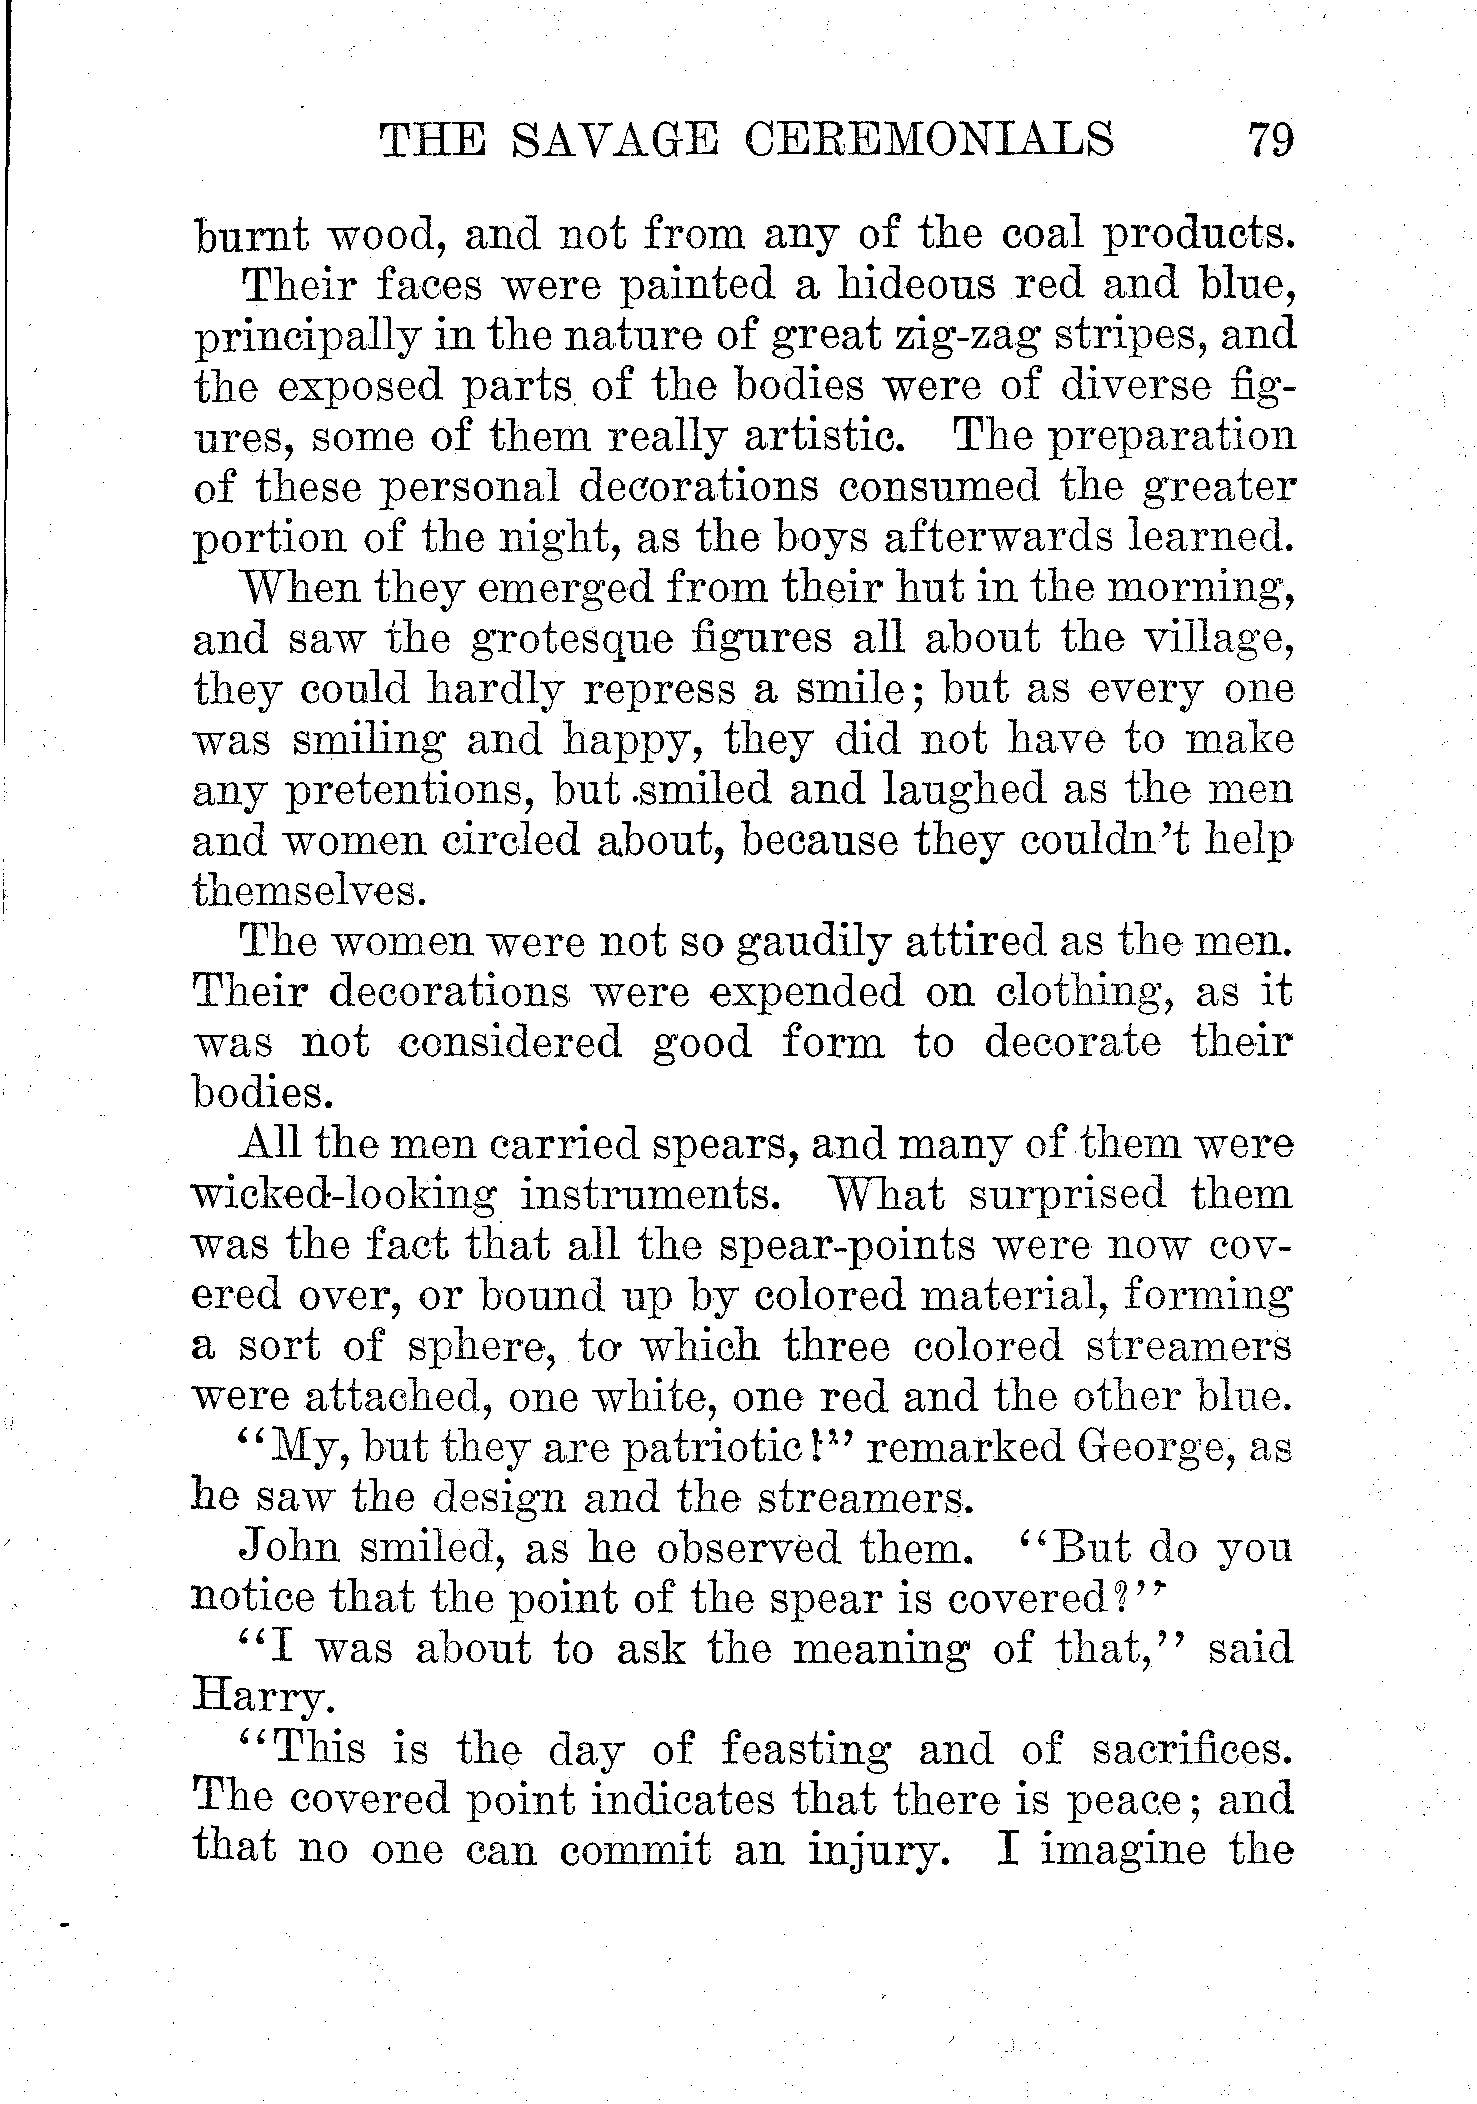 THE SAVAGE CEREMONIALS 79
burnt wood, and not from any of the coal products.
Their faces were painted a hideous red and blue,
principally in the nature of great zig-zag stripes, and
the exposed parts of the bodies were of diverse fig-
ures, some of them really artistic. The preparation
of these personal decorations consumed the greater
portion of the night, as the boys afterwards learned.
When they emerged from their hut in the morning,
and saw the grotesque figures all about the village,
they could hardly repress a smile; but as every one
was smiling and happy, they did not have to make
any pretentions, but smiled and laughed as the men
and women circled about, because they couldn't help
themselves.
The women were not so gaudily attired as the men.
Their decorations were expended on clothing, as it
was not considered good form to decorate their
bodies.
All the men carried spears, and many of them were
wicked-looking instruments. What surprised them
was the fact that all the spear-points were now cov-
ered over, or bound up by colored material, forming
a sort of sphere, to which three colored streamers
were attached, one white, one red and the other blue.
"My, but they are patriotic!" remarked George, as
he saw the design and the streamers.
John smiled, as he observed them. "But do you
notice that the point of the spear is covered?"
"I was about to ask the meaning of that," said
Harry.
"This is the day of feasting and of sacrifices.
The covered point indicates that there is peace; and
that no one can commit an injury. I imagine the